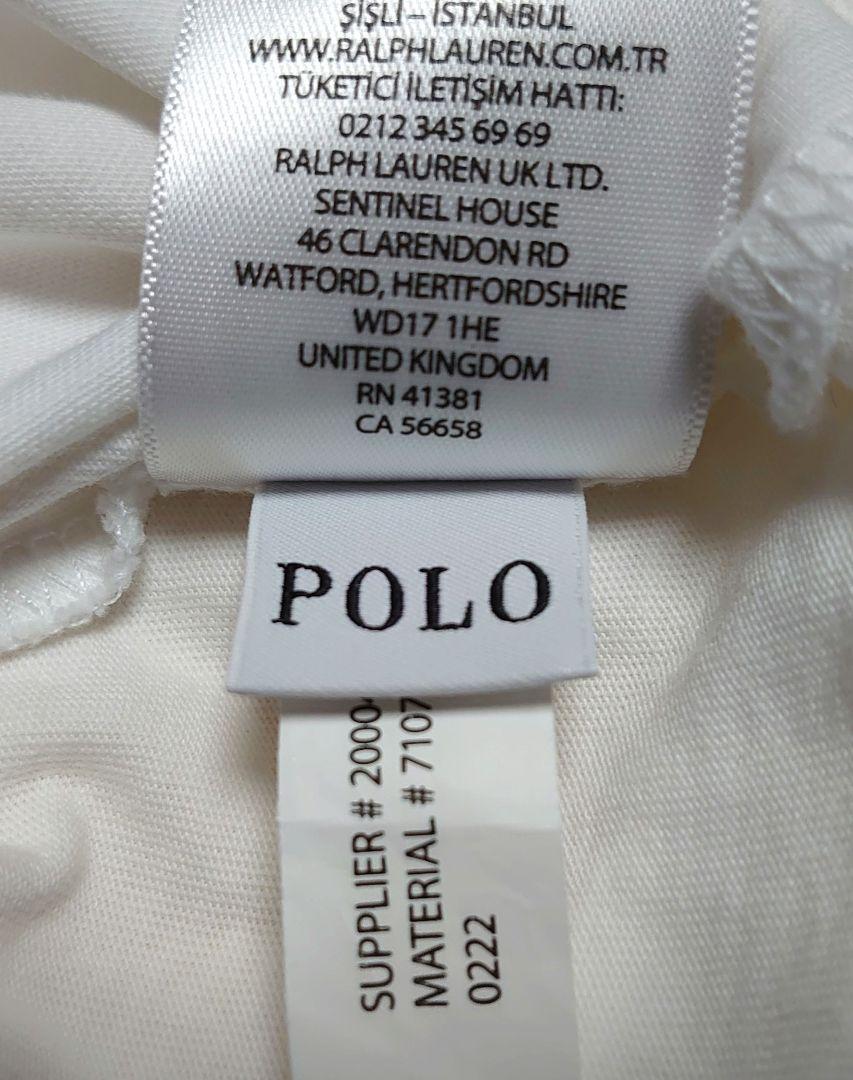 ŞİŞLİ – İSTANBUL
WWW.RALPHLAUREN.COM.TR
TÜKETİCİ İLETİŞİM HATTI:
0212 345 69 69
RALPH LAUREN UK LTD.
SENTINEL HOUSE
46 CLARENDON RD
WATFORD, HERTFORDSHIRE
WD17 1HE
UNITED KINGDOM
RN 41381
CA 56658
POLO
SUPPLIER # 2000
MATERIAL # 7107
0222